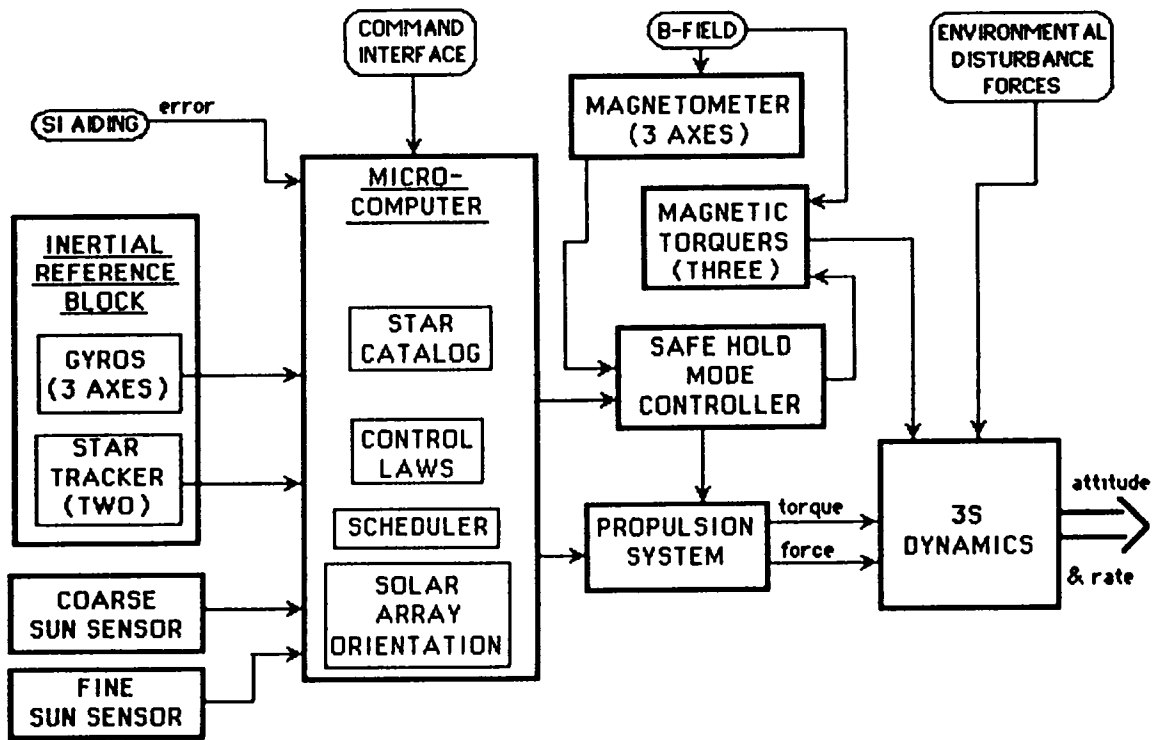 COMMAND
INTERFACE
B-FIELD
ENVIRONMENTAL
DISTURBANCE
FORCES
SI AIDING
error
MAGNETOMETER
(3 AXES)
MICRO-
COMPUTER
MAGNETIC
TORQUERS
(THREE)
INERTIAL
REFERENCE
BLOCK
GYROS
(3 AXES)
STAR
TRACKER
(TWO)
STAR
CATALOG
CONTROL
LAWS
SCHEDULER
SOLAR
ARRAY
ORIENTATION
SAFE HOLD
MODE
CONTROLLER
PROPULSION
SYSTEM
torque
force
3S
DYNAMICS
attitude
& rate
COARSE
SUN SENSOR
FINE
SUN SENSOR